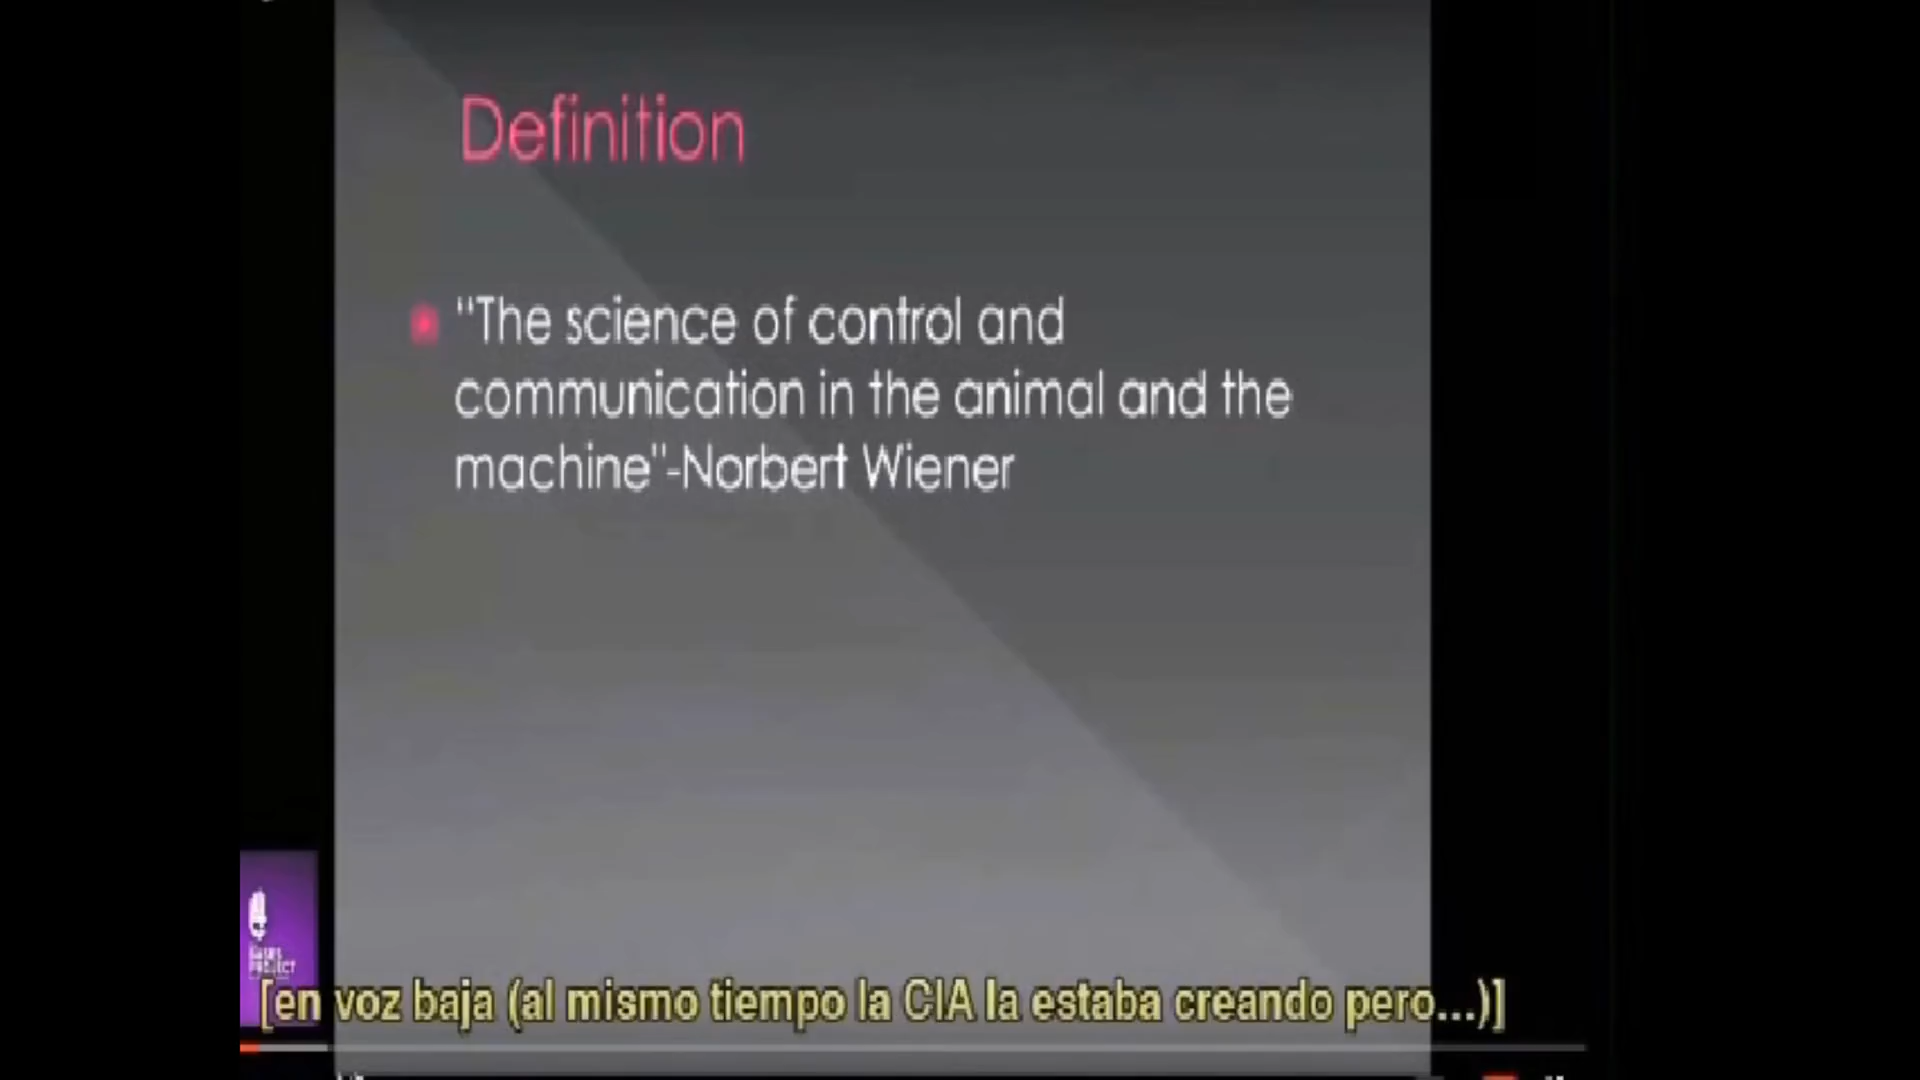 Definition
"The science of control and
communication in the animal and the
machine"-Norbert Wiener
PROJECT
[en voz baja (al mismo tiempo la CIA la estaba creando pero...)]